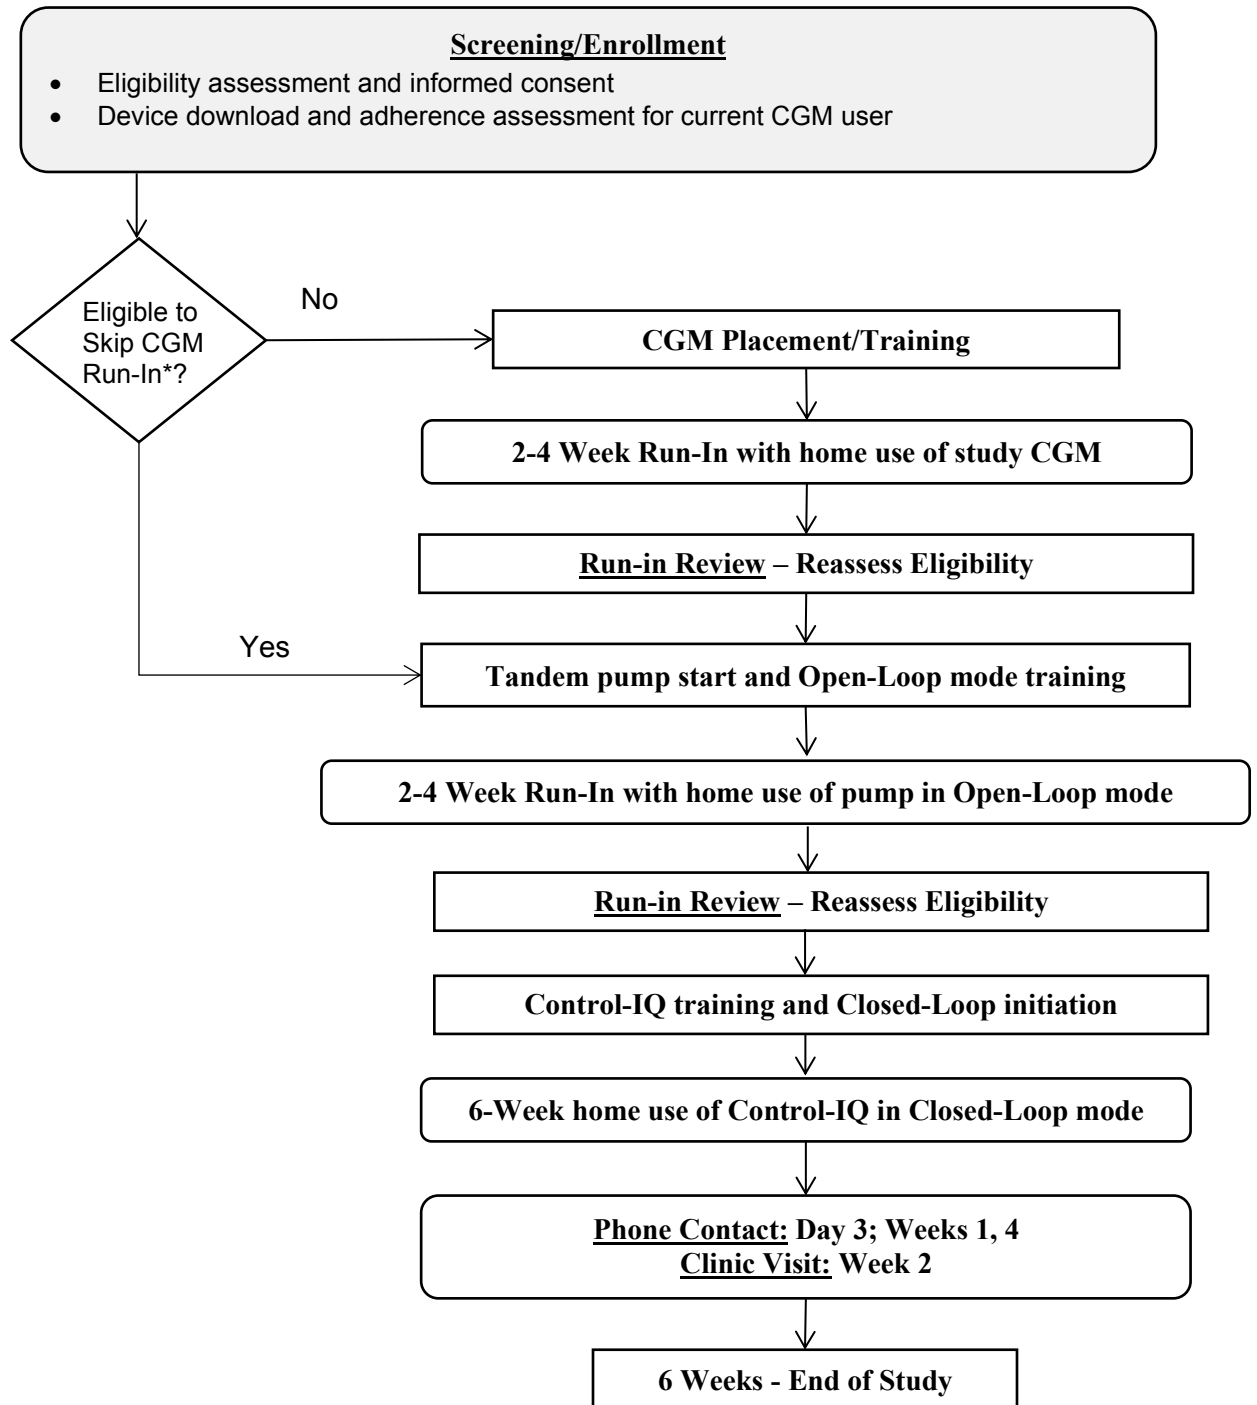 Screening/Enrollment
• Eligibility assessment and informed consent
• Device download and adherence assessment for current CGM user
Eligible to
Skip CGM
Run-In*?
No
CGM Placement/Training
2-4 Week Run-In with home use of study CGM
Run-in Review – Reassess Eligibility
Yes
Tandem pump start and Open-Loop mode training
2-4 Week Run-In with home use of pump in Open-Loop mode
Run-in Review – Reassess Eligibility
Control-IQ training and Closed-Loop initiation
6-Week home use of Control-IQ in Closed-Loop mode
Phone Contact: Day 3; Weeks 1, 4
Clinic Visit: Week 2
6 Weeks - End of Study